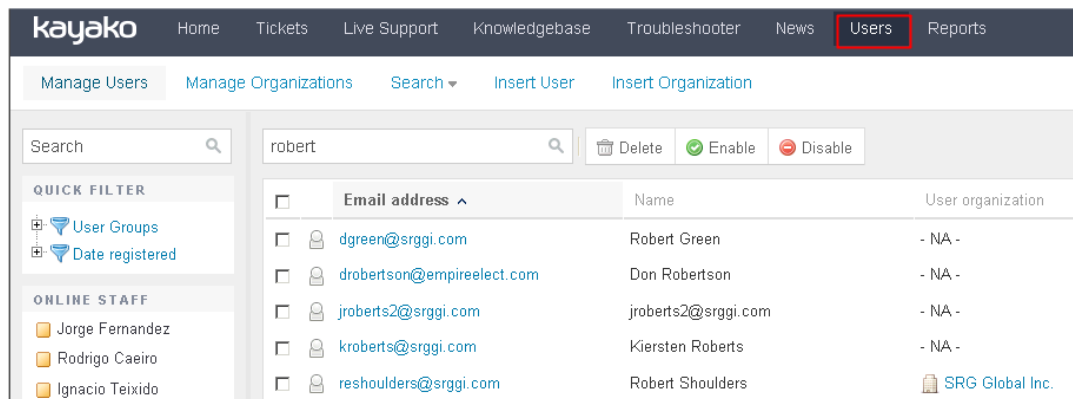 kayako Home Tickets Live Support Knowledgebase Troubleshooter News Users Reports
Manage Users Manage Organizations Search Insert User Insert Organization
Search robert Delete Enable Disable
QUICK FILTER
User Groups
Date registered
ONLINE STAFF
Jorge Fernandez
Rodrigo Caeiro
Ignacio Teixido
Email address Name User organization
dgreen@srggi.com Robert Green - NA -
drobertson@empireelect.com Don Robertson - NA -
jroberts2@srggi.com jroberts2@srggi.com - NA -
kroberts@srggi.com Kiersten Roberts - NA -
reshoulders@srggi.com Robert Shoulders SRG Global Inc.